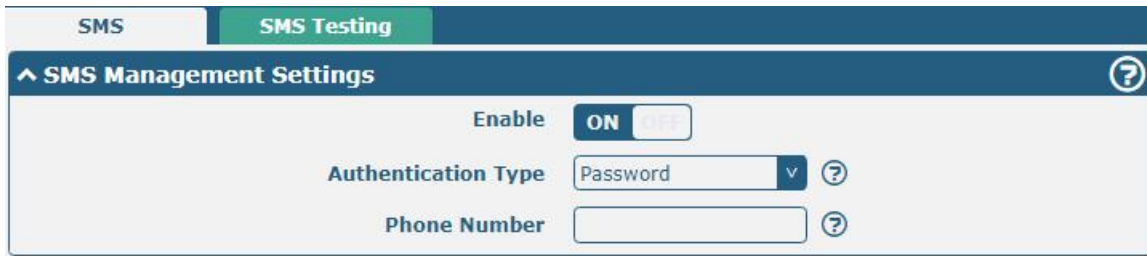 SMS SMS Testing
SMS Management Settings ?
Enable ON OFF
Authentication Type Password v ?
Phone Number ?